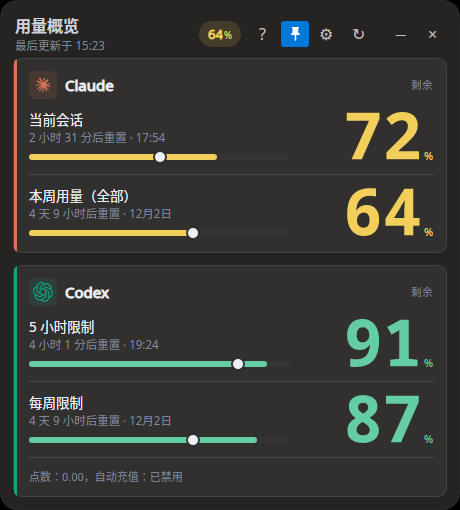 用量概览
最后更新于 15:23
64%
?
Claude
剩余
当前会话
2 小时 31 分后重置 · 17:54
72%
本周用量（全部）
4 天 9 小时后重置 · 12月2日
64%
Codex
剩余
5 小时限制
4 小时 1 分后重置 · 19:24
91%
每周限制
4 天 9 小时后重置 · 12月2日
87%
点数：0.00，自动充值：已禁用